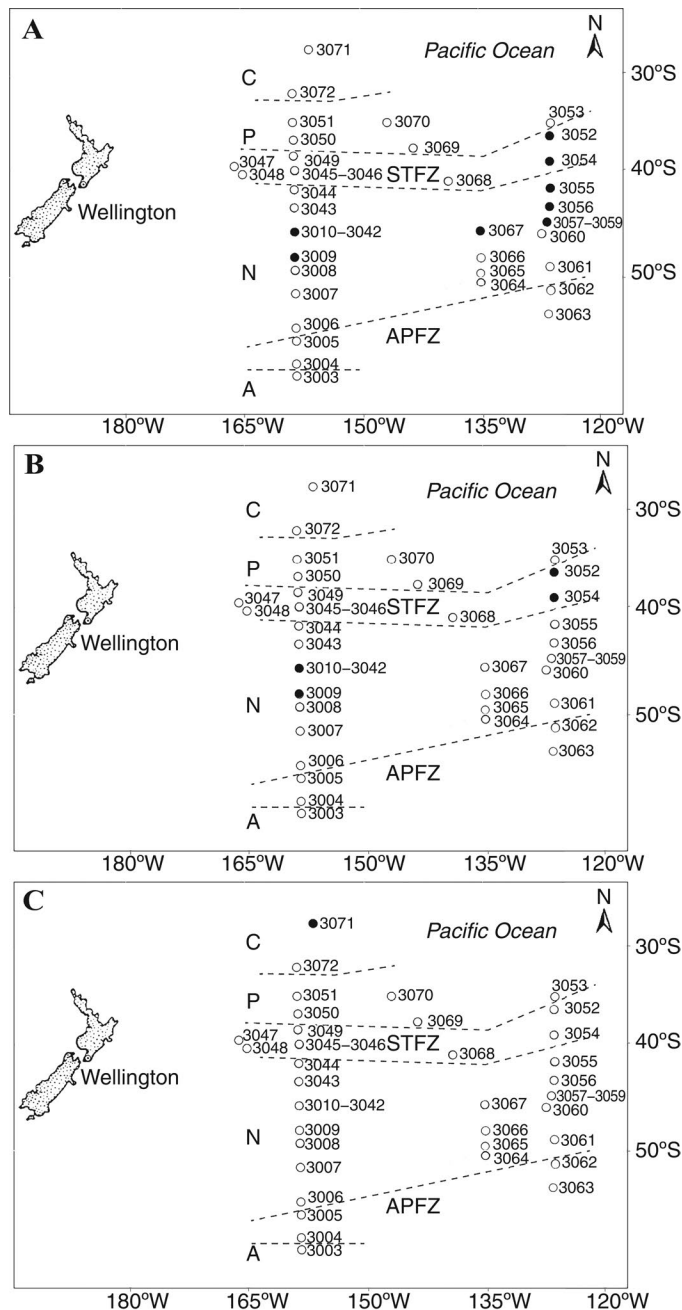 A
N
Pacific Ocean
3071
30ºS
C
3072
3053
3051
3070
3052
P
3050
3069
3049
3054
3047
40ºS
3045–3046
STFZ
3048
3068
3055
3044
Wellington
3043
3056
3057–3059
3010–3042
3067
3060
3009
3066
3061
N
3008
3065
50ºS
3064
3007
3062
3063
3006
3005
APFZ
3004
A
3003
180ºW
165ºW
150ºW
135ºW
120ºW
B
N
Pacific Ocean
3071
30ºS
C
3072
3053
3051
3070
3052
P
3050
3069
3049
3054
3047
40ºS
3045–3046
STFZ
3048
3068
3055
3044
Wellington
3043
3056
3057–3059
3010–3042
3067
3060
3009
3066
3061
N
3008
3065
50ºS
3064
3007
3062
3063
3006
3005
APFZ
3004
A
3003
180ºW
165ºW
150ºW
135ºW
120ºW
C
N
Pacific Ocean
3071
30ºS
C
3072
3053
3051
3070
3052
P
3050
3069
3049
3054
3047
40ºS
3045–3046
STFZ
3048
3068
3055
3044
Wellington
3043
3056
3057–3059
3010–3042
3067
3060
3009
3066
3061
N
3008
3065
50ºS
3064
3007
3062
3063
3006
3005
APFZ
3004
A
3003
180ºW
165ºW
150ºW
135ºW
120ºW